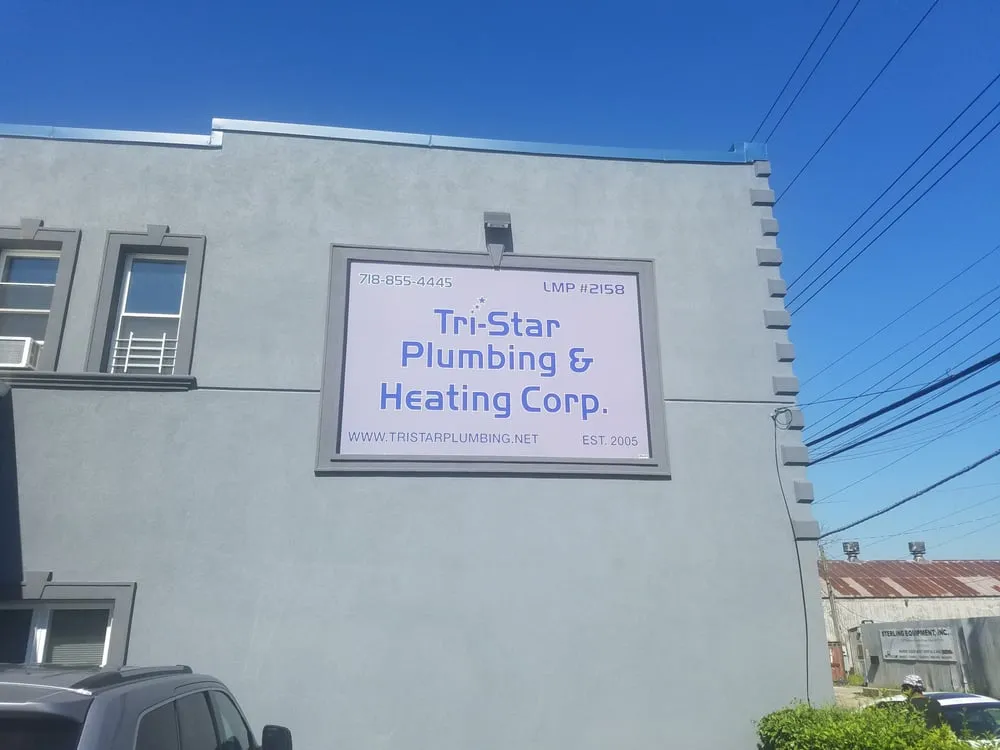 718-855-4445
LMP #2158
Tri-Star
Plumbing &
Heating Corp.
WWW.TRISTARPLUMBING.NET
EST. 2005
STERLING EQUIPMENT, INC.